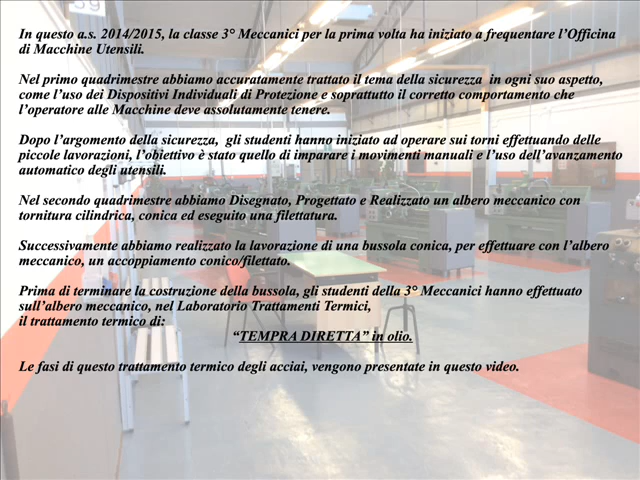 In questo a.s. 2014/2015, la classe 3° Meccanici per la prima volta ha iniziato a frequentare l'Officina
di Macchine Utensili.
Nel primo quadrimestre abbiamo accuratamente trattato il tema della sicurezza in ogni suo aspetto,
come l'uso dei Dispositivi Individuali di Protezione e soprattutto il corretto comportamento che
l'operatore alle Macchine deve assolutamente tenere.
Dopo l'argomento della sicurezza, gli studenti hanno iniziato ad operare sui torni effettuando delle
piccole lavorazioni, l'obiettivo è stato quello di imparare i movimenti manuali e l'uso dell'avanzamento
automatico degli utensili.
Nel secondo quadrimestre abbiamo Disegnato, Progettato e Realizzato un albero meccanico con
tornitura cilindrica, conica ed eseguito una filettatura.
Successivamente abbiamo realizzato la lavorazione di una bussola conica, per effettuare con l'albero
meccanico, un accoppiamento conico/filettato.
Prima di terminare la costruzione della bussola, gli studenti della 3° Meccanici hanno effettuato
sull'albero meccanico, nel Laboratorio Trattamenti Termici,
il trattamento termico di:
“TEMPRA DIRETTA” in olio.
Le fasi di questo trattamento termico degli acciai, vengono presentate in questo video.